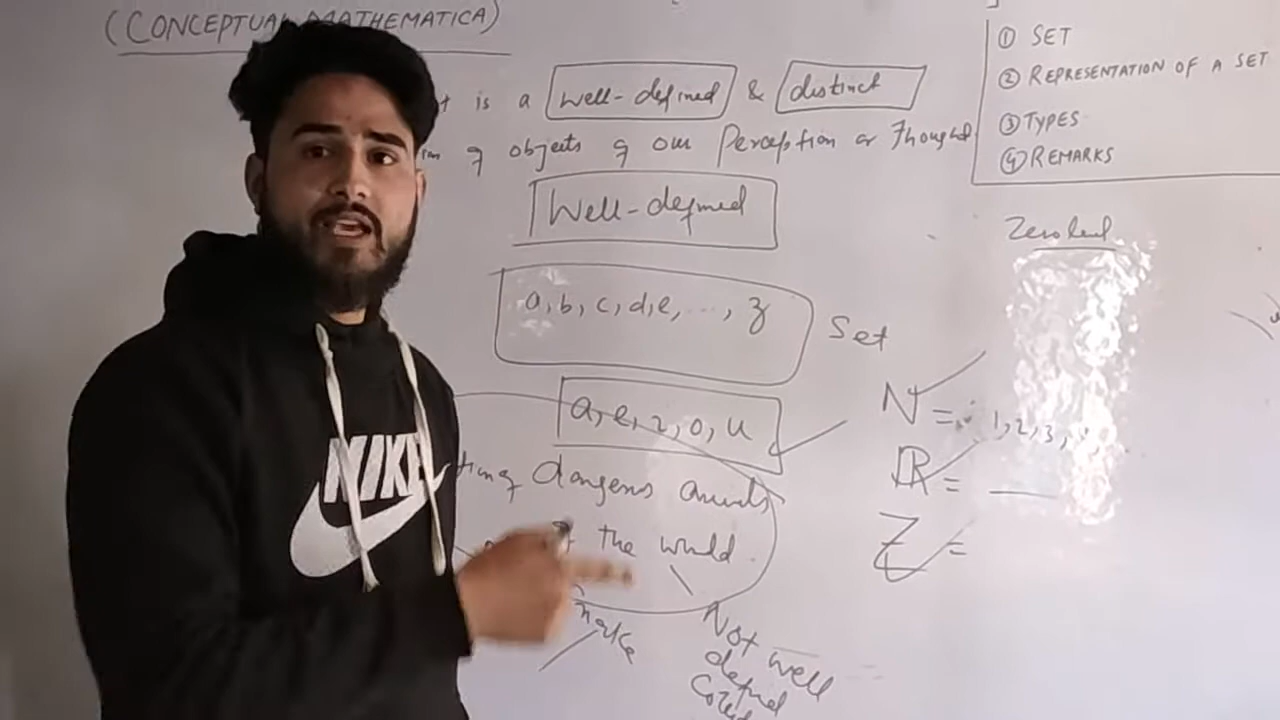 (CONCEPTUAL MATHEMATICA)
is a well-defined & distinct
of objects of our Perception or Thought
Well-defined
a, b, c, d, e, ..., z
Set
a, e, i, o, u
dangerous animals
the world
Not well
defined
① SET
② REPRESENTATION OF A SET
③ TYPES
④ REMARKS
Zero level
N = 1, 2, 3,
R =
Z =
NIKE